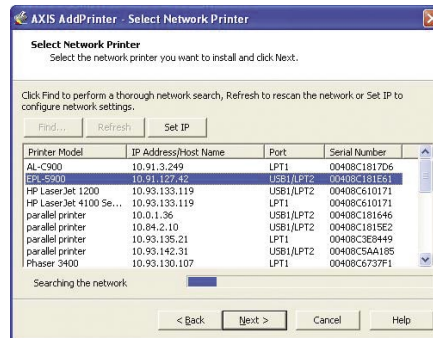 AXIS AddPrinter - Select Network Printer
Select Network Printer
Select the network printer you want to install and click Next.
Click Find to perform a thorough network search, Refresh to rescan the network or Set IP to
configure network settings.
Find... Refresh Set IP
Printer Model IP Address/Host Name Port Serial Number
AL-C900 10.91.3.249 LPT1 00408C1817D6
EPL-5900 10.91.127.42 USB1/LPT2 00408C181E61
HP LaserJet 1200 10.93.133.119 USB1/LPT2 00408C610171
HP LaserJet 4100 Se... 10.93.133.119 LPT1 00408C610171
parallel printer 10.0.1.36 USB1/LPT2 00408C181646
parallel printer 10.84.2.10 USB1/LPT2 00408C1815E2
parallel printer 10.93.135.21 LPT1 00408C3E8449
parallel printer 10.93.142.31 USB1/LPT2 00408C5AA185
Phaser 3400 10.93.130.107 LPT1 00408C6737F1
Searching the network
< Back Next > Cancel Help